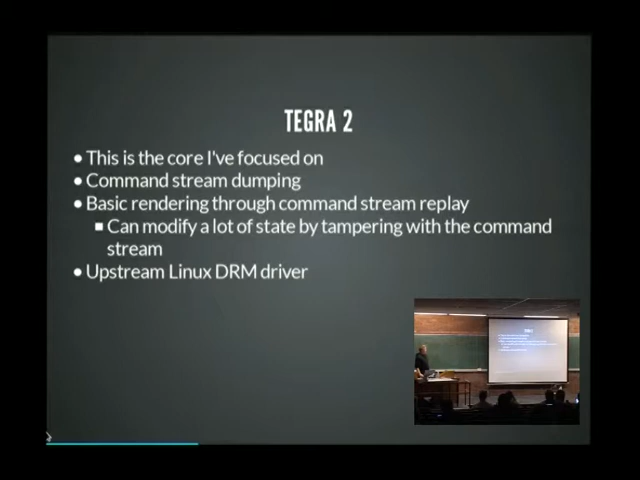 TEGRA 2
• This is the core I've focused on
• Command stream dumping
• Basic rendering through command stream replay
▪ Can modify a lot of state by tampering with the command
stream
• Upstream Linux DRM driver